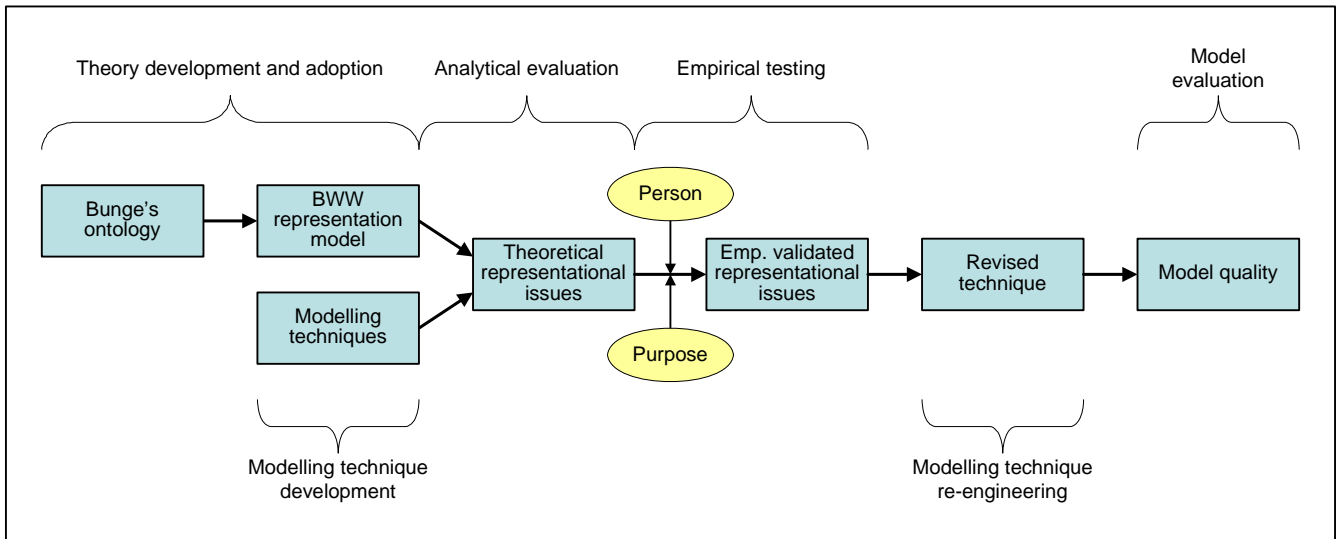 Theory development and adoption
Analytical evaluation
Empirical testing
Model
evaluation
Bunge's
ontology
BWW
representation
model
Modelling
techniques
Theoretical
representational
issues
Person
Purpose
Emp. validated
representational
issues
Revised
technique
Model quality
Modelling technique
development
Modelling technique
re-engineering